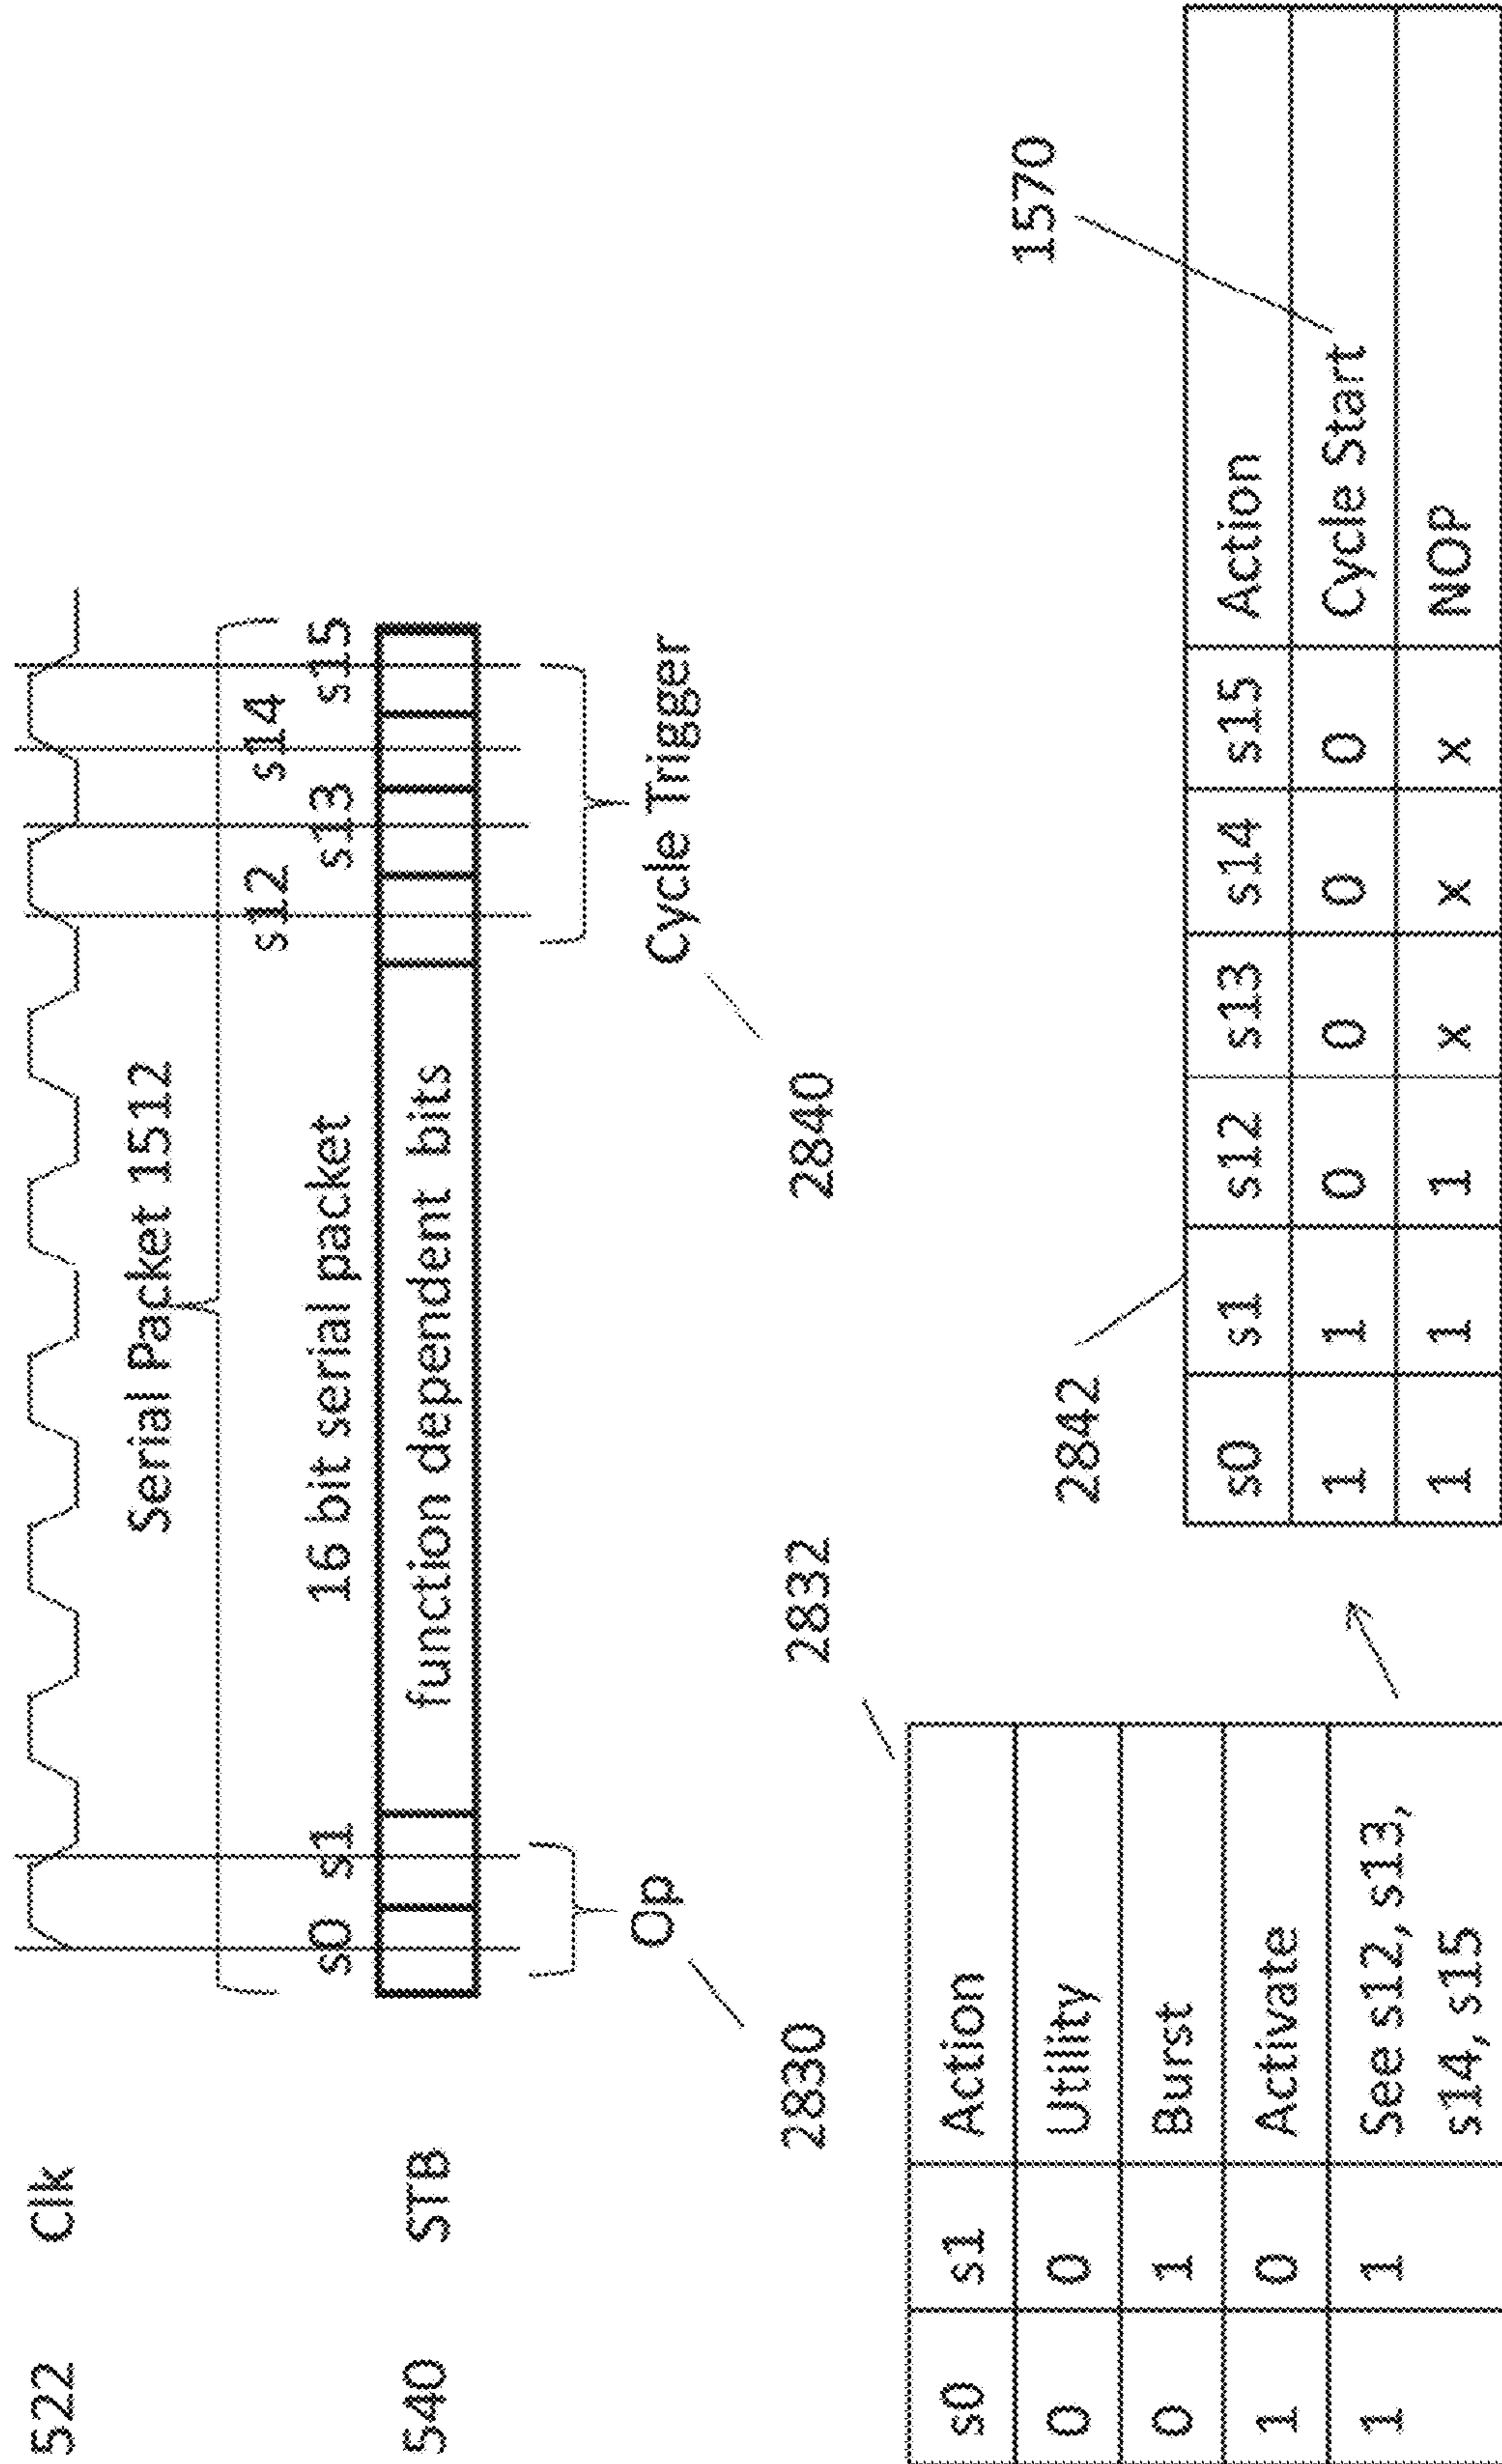 522 Clk
Serial Packet 1512
s12 s14
s0 s1 16 bit serial packet s13 s15
540 STB function dependent bits
Op Cycle Trigger
2830 2832 2840
s0 s1 Action
0 0 Utility
0 1 Burst
1 0 Activate
1 1 See s12, s13,
s14, s15
2842 1570
s0 s1 s12 s13 s14 s15 Action
1 1 0 0 0 0 Cycle Start
1 1 1 x x x NOP